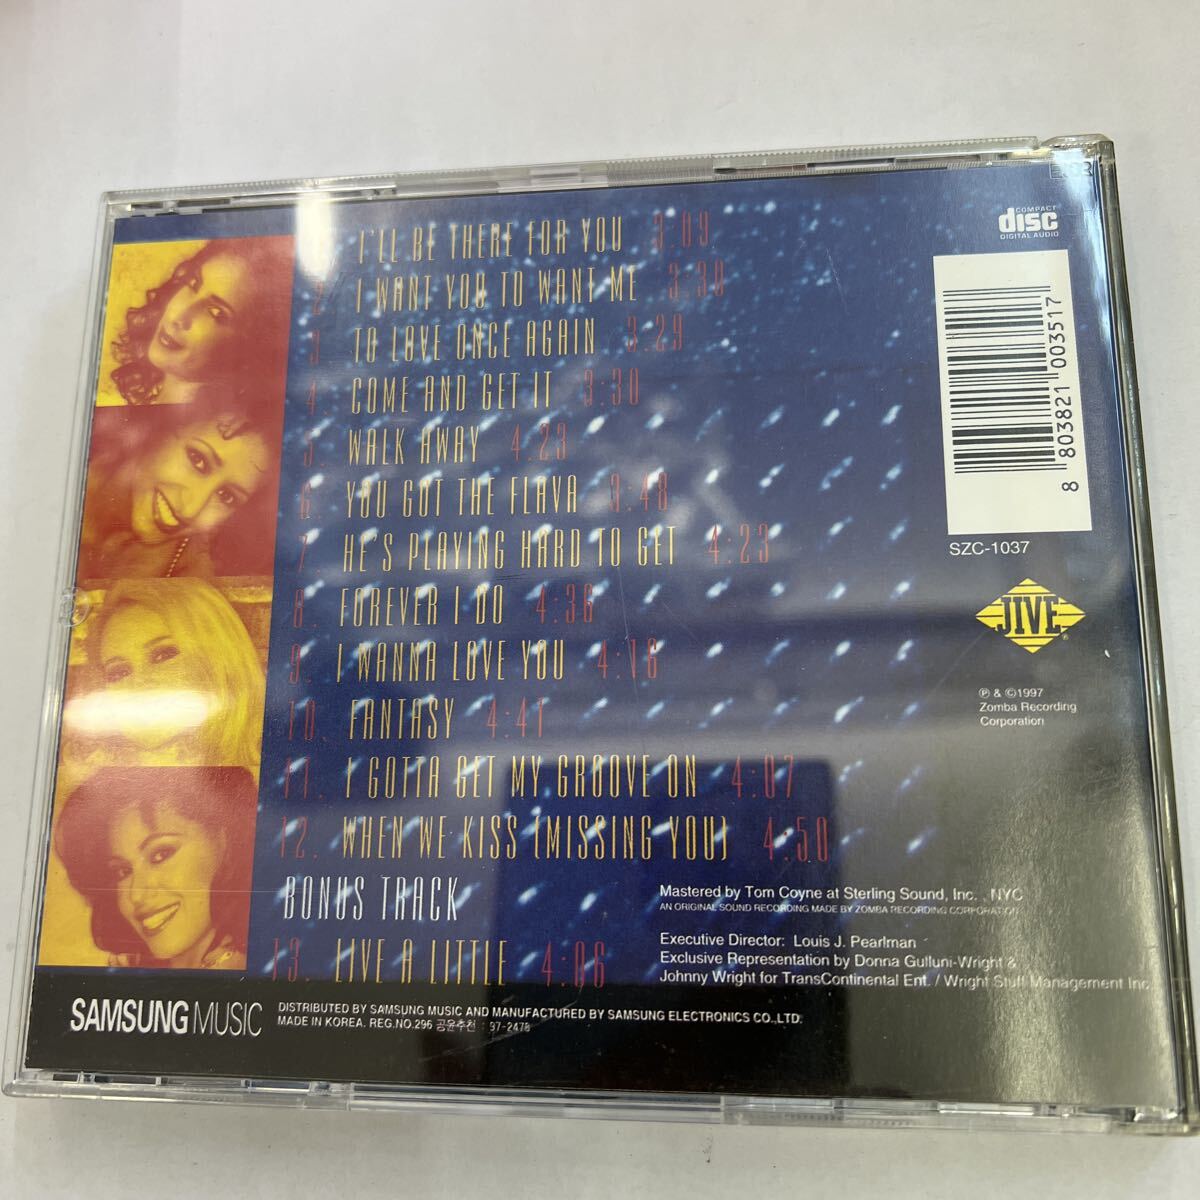 I'LL BE THERE FOR YOU 3:09
2. I WANT YOU TO WANT ME 3:30
3. TO LOVE ONCE AGAIN 3:29
4. COME AND GET IT 3:30
5. WALK AWAY 4:23
6. YOU GOT THE FLAVA 3:48
7. HE'S PLAYING HARD TO GET 4:23
8. FOREVER I DO 4:36
9. I WANNA LOVE YOU 4:16
10. FANTASY 4:41
11. I GOTTA GET MY GROOVE ON 4:07
12. WHEN WE KISS (MISSING YOU) 4:50
BONUS TRACK
13. LIVE A LITTLE 4:06
COMPACT
disc
DIGITAL AUDIO
8 803821 003517
SZC-1037
JIVE
®
℗ & ©1997
Zomba Recording
Corporation
Mastered by Tom Coyne at Sterling Sound, Inc., NYC
AN ORIGINAL SOUND RECORDING MADE BY ZOMBA RECORDING CORPORATION
Executive Director: Louis J. Pearlman
Exclusive Representation by Donna Gulluni-Wright &
Johnny Wright for TransContinental Ent. / Wright Stuff Management Inc.
SAMSUNG MUSIC
DISTRIBUTED BY SAMSUNG MUSIC AND MANUFACTURED BY SAMSUNG ELECTRONICS CO.,LTD.
MADE IN KOREA. REG.NO.296 공윤추천 : 97-2478